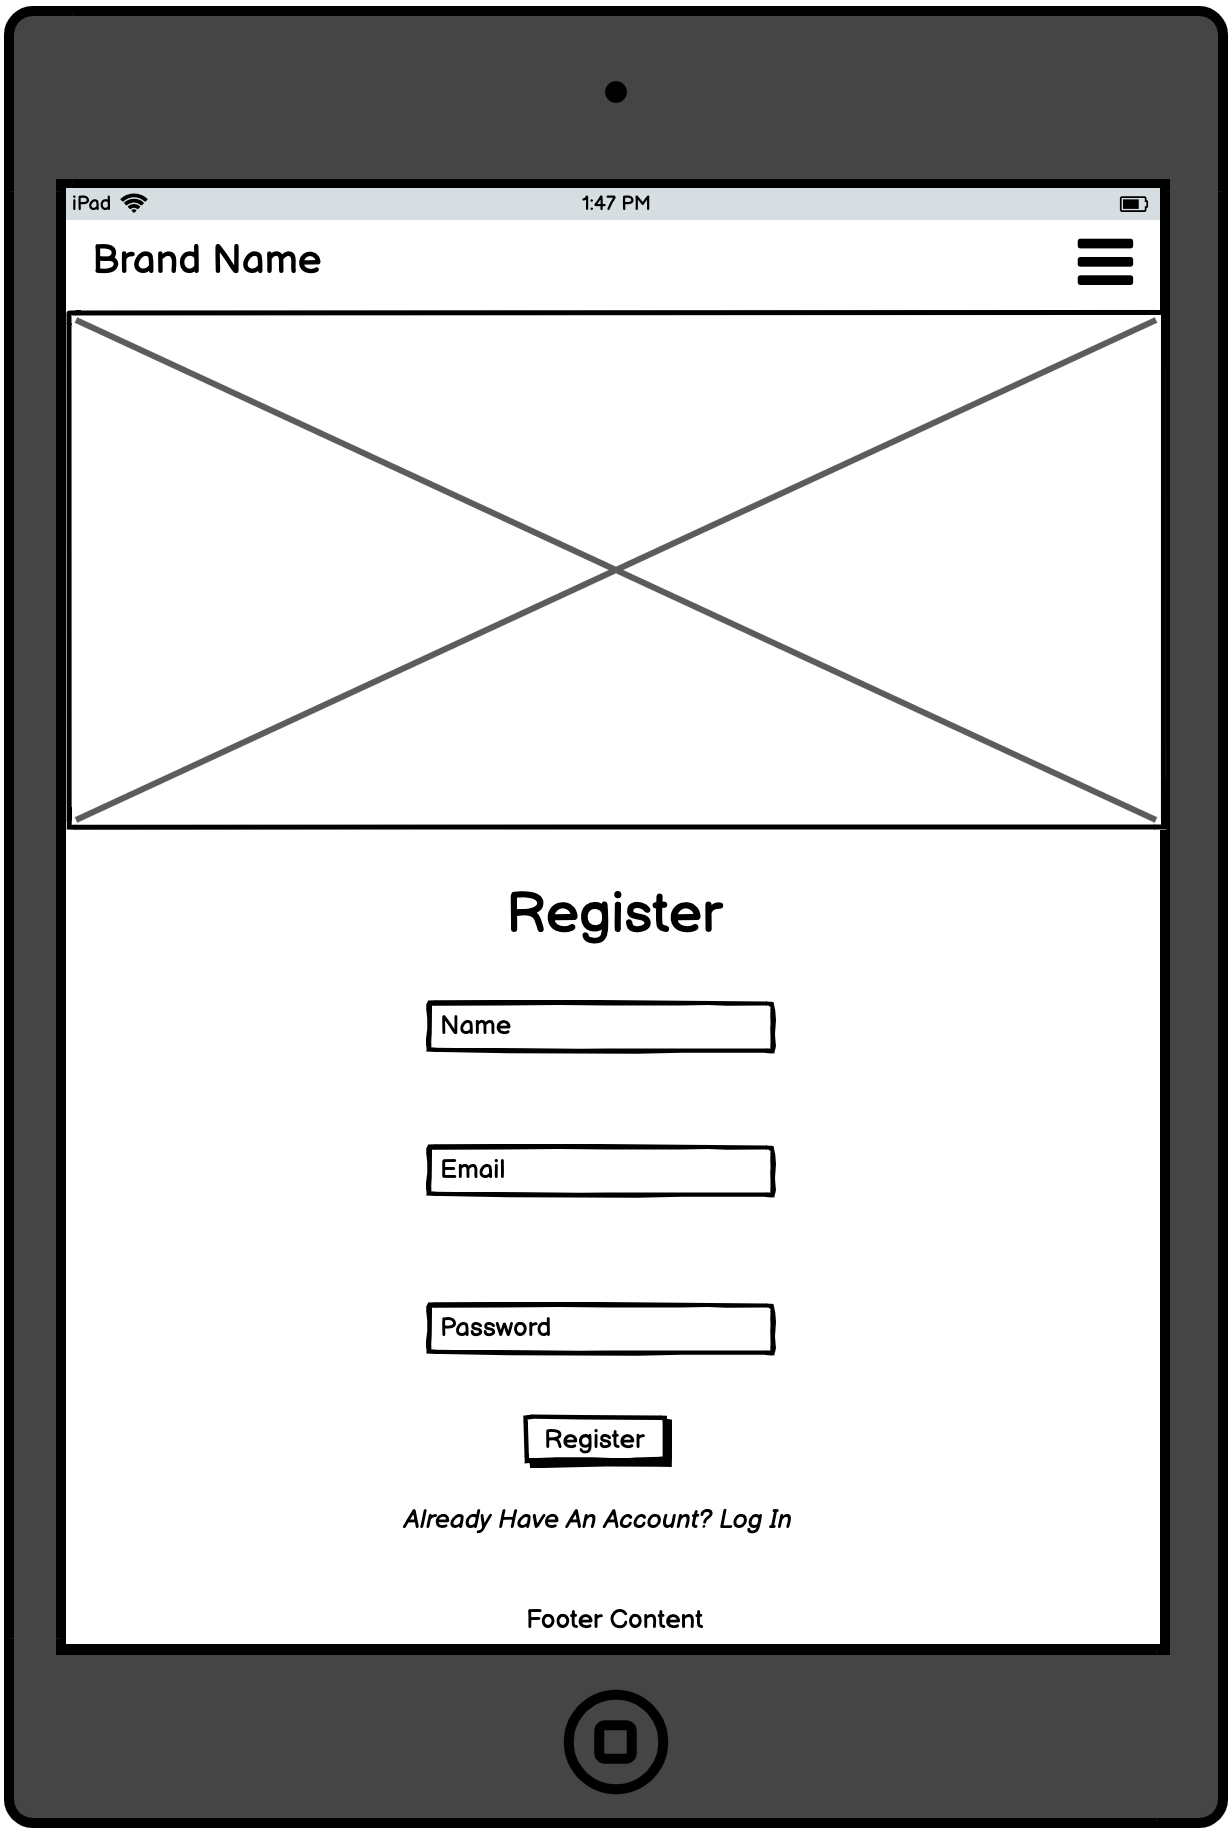 iPad
1:47 PM
Brand Name
Register
Name
Email
Password
Register
Already Have An Account? Log In
Footer Content